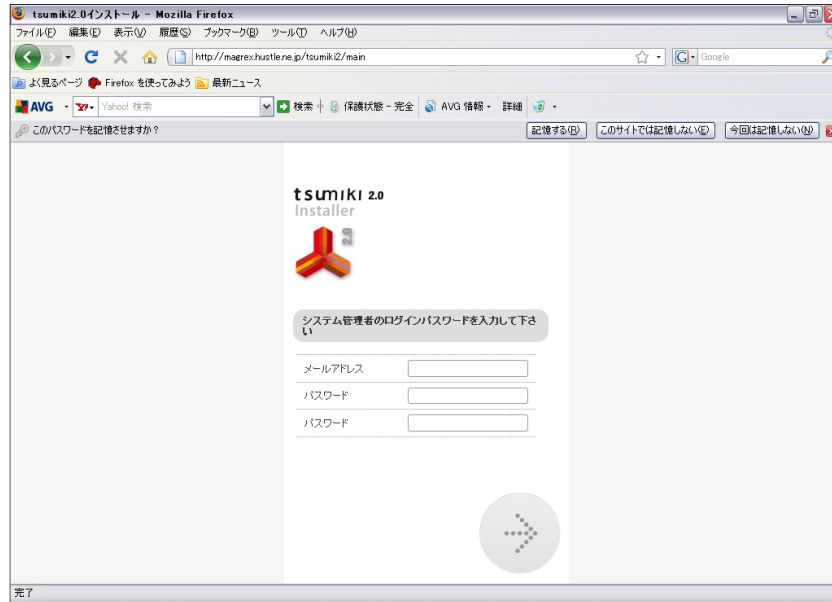 tsumiki2.0インストール - Mozilla Firefox
ファイル(F) 編集(E) 表示(V) 履歴(S) ブックマーク(B) ツール(T) ヘルプ(H)
http://magrex.hustle.ne.jp/tsumiki2/main
G Google
よく見るページ Firefox を使ってみよう 最新ニュース
AVG Y! Yahoo! 検索 検索 保護状態 - 完全 AVG 情報 詳細
このパスワードを記憶させますか?
記憶する(R) このサイトでは記憶しない(E) 今回は記憶しない(N)
tsumiki 2.0
Installer
2.0
システム管理者のログインパスワードを入力して下さ
い
メールアドレス
パスワード
パスワード
完了